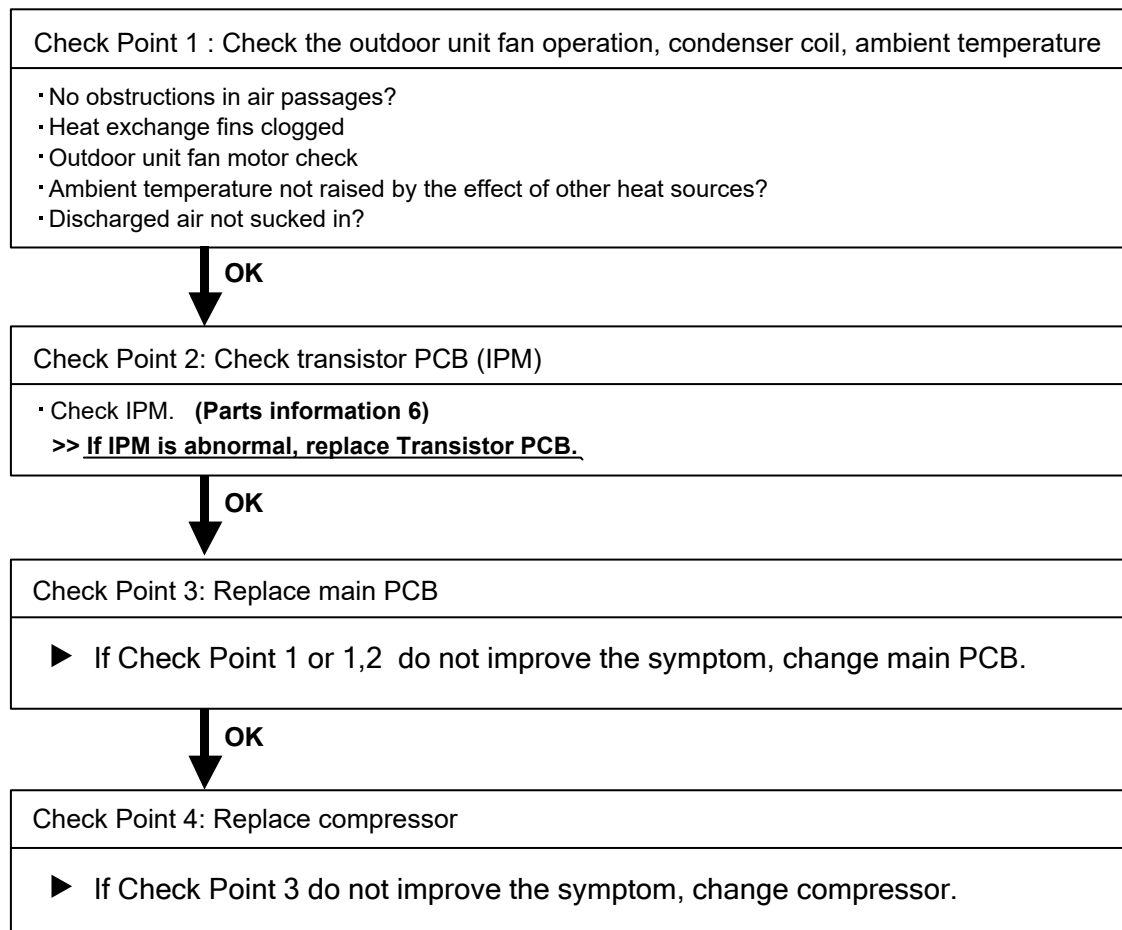 Check Point 1 : Check the outdoor unit fan operation, condenser coil, ambient temperature
・No obstructions in air passages?
・Heat exchange fins clogged
・Outdoor unit fan motor check
・Ambient temperature not raised by the effect of other heat sources?
・Discharged air not sucked in?
OK
Check Point 2: Check transistor PCB (IPM)
・Check IPM. (Parts information 6)
>> If IPM is abnormal, replace Transistor PCB.
OK
Check Point 3: Replace main PCB
▶ If Check Point 1 or 1,2 do not improve the symptom, change main PCB.
OK
Check Point 4: Replace compressor
▶ If Check Point 3 do not improve the symptom, change compressor.